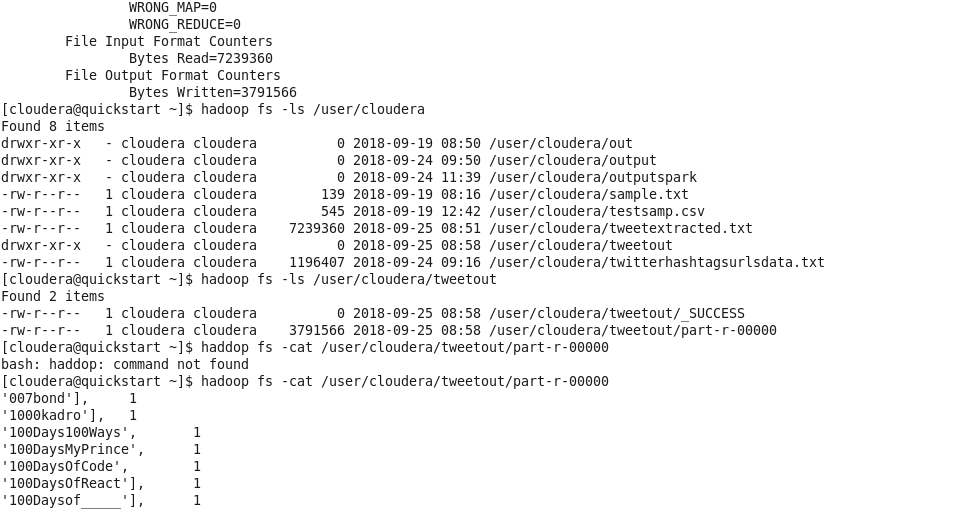 WRONG_MAP=0
WRONG_REDUCE=0
File Input Format Counters
Bytes Read=7239360
File Output Format Counters
Bytes Written=3791566
[cloudera@quickstart ~]$ hadoop fs -ls /user/cloudera
Found 8 items
drwxr-xr-x   - cloudera cloudera          0 2018-09-19 08:50 /user/cloudera/out
drwxr-xr-x   - cloudera cloudera          0 2018-09-24 09:50 /user/cloudera/output
drwxr-xr-x   - cloudera cloudera          0 2018-09-24 11:39 /user/cloudera/outputspark
-rw-r--r--   1 cloudera cloudera        139 2018-09-19 08:16 /user/cloudera/sample.txt
-rw-r--r--   1 cloudera cloudera        545 2018-09-19 12:42 /user/cloudera/testsamp.csv
-rw-r--r--   1 cloudera cloudera    7239360 2018-09-25 08:51 /user/cloudera/tweetextracted.txt
drwxr-xr-x   - cloudera cloudera          0 2018-09-25 08:58 /user/cloudera/tweetout
-rw-r--r--   1 cloudera cloudera    1196407 2018-09-24 09:16 /user/cloudera/twitterhashtagsurlsdata.txt
[cloudera@quickstart ~]$ hadoop fs -ls /user/cloudera/tweetout
Found 2 items
-rw-r--r--   1 cloudera cloudera          0 2018-09-25 08:58 /user/cloudera/tweetout/_SUCCESS
-rw-r--r--   1 cloudera cloudera    3791566 2018-09-25 08:58 /user/cloudera/tweetout/part-r-00000
[cloudera@quickstart ~]$ haddop fs -cat /user/cloudera/tweetout/part-r-00000
bash: haddop: command not found
[cloudera@quickstart ~]$ hadoop fs -cat /user/cloudera/tweetout/part-r-00000
'007bond'],     1
'1000kadro'],   1
'100Days100Ways',       1
'100DaysMyPrince',      1
'100DaysOfCode',        1
'100DaysOfReact'],      1
'100Daysof_____'],      1